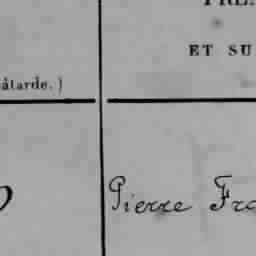 ET SU
âtarde.)
Pierre Fra